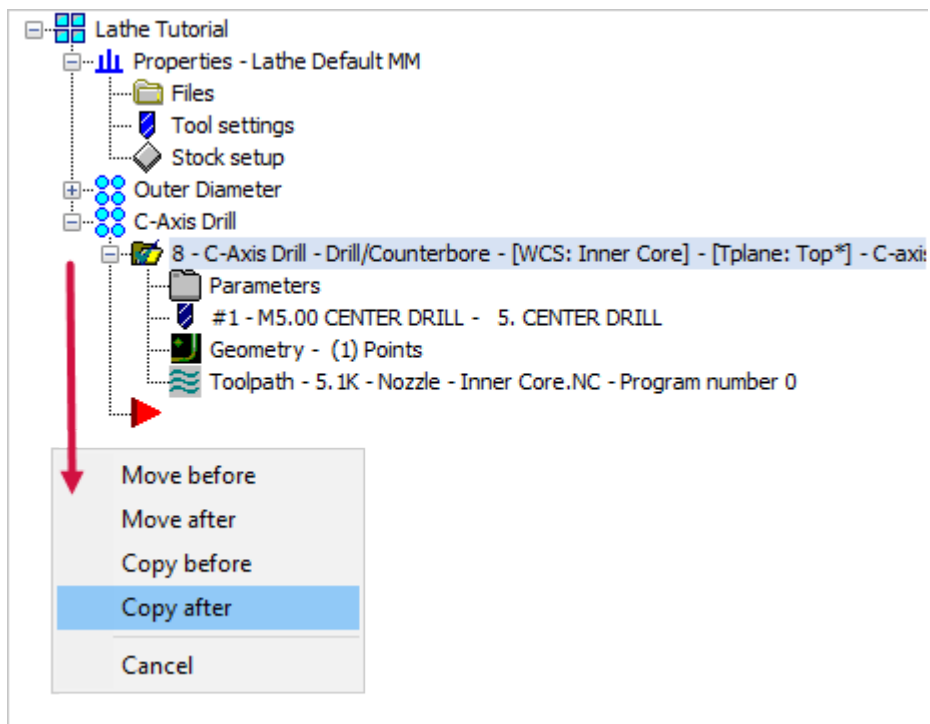 Lathe Tutorial
Properties - Lathe Default MM
Files
Tool settings
Stock setup
Outer Diameter
C-Axis Drill
8 - C-Axis Drill - Drill/Counterbore - [WCS: Inner Core] - [Tplane: Top*] - C-axi
Parameters
#1 - M5.00 CENTER DRILL - 5. CENTER DRILL
Geometry - (1) Points
Toolpath - 5.1K - Nozzle - Inner Core.NC - Program number 0
Move before
Move after
Copy before
Copy after
Cancel